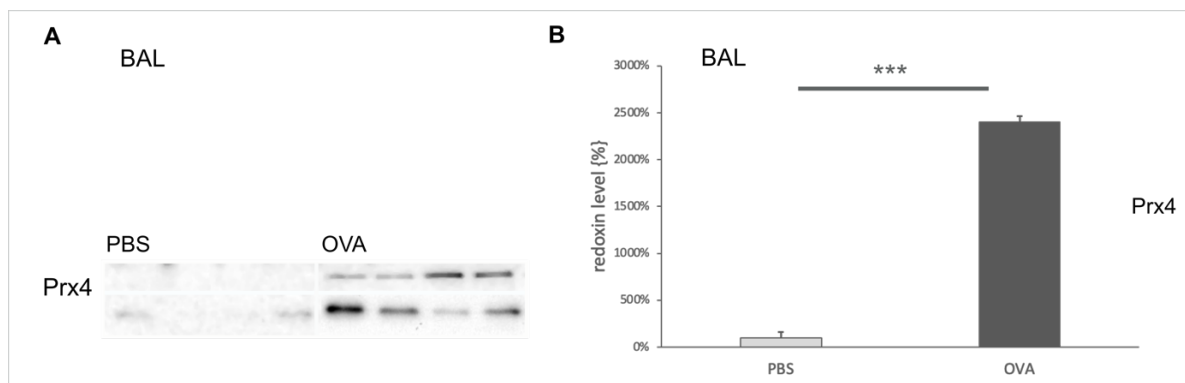 A
BAL
PBS
OVA
Prx4
B
BAL
***
3000%
2500%
2000%
1500%
1000%
500%
0%
redoxin level {%}
PBS
OVA
Prx4